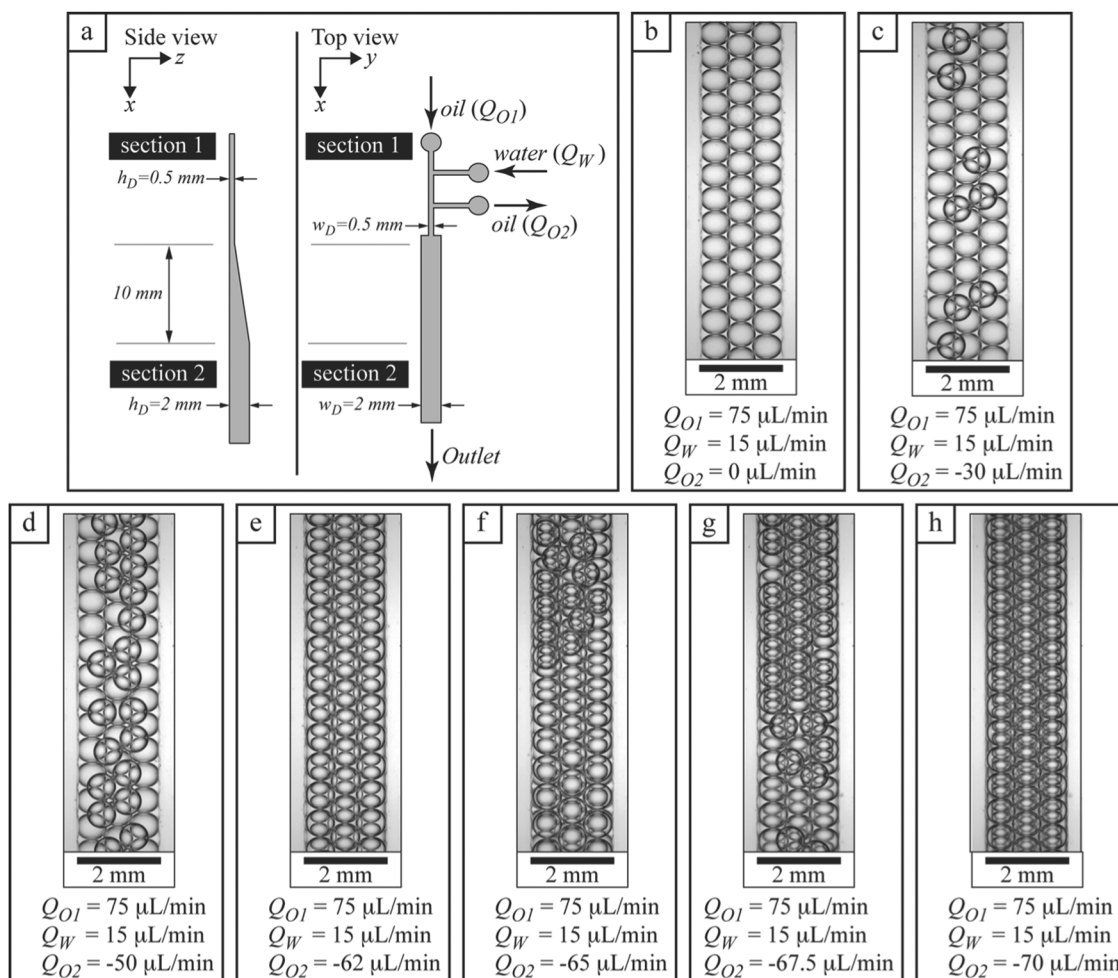 a
Side view
z
x
section 1
h_D=0.5 mm
10 mm
section 2
h_D=2 mm
Top view
y
x
oil (Q_O1)
section 1
water (Q_W)
oil (Q_O2)
w_D=0.5 mm
section 2
w_D=2 mm
Outlet
b
2 mm
Q_O1 = 75 μL/min
Q_W = 15 μL/min
Q_O2 = 0 μL/min
c
2 mm
Q_O1 = 75 μL/min
Q_W = 15 μL/min
Q_O2 = -30 μL/min
d
2 mm
Q_O1 = 75 μL/min
Q_W = 15 μL/min
Q_O2 = -50 μL/min
e
2 mm
Q_O1 = 75 μL/min
Q_W = 15 μL/min
Q_O2 = -62 μL/min
f
2 mm
Q_O1 = 75 μL/min
Q_W = 15 μL/min
Q_O2 = -65 μL/min
g
2 mm
Q_O1 = 75 μL/min
Q_W = 15 μL/min
Q_O2 = -67.5 μL/min
h
2 mm
Q_O1 = 75 μL/min
Q_W = 15 μL/min
Q_O2 = -70 μL/min